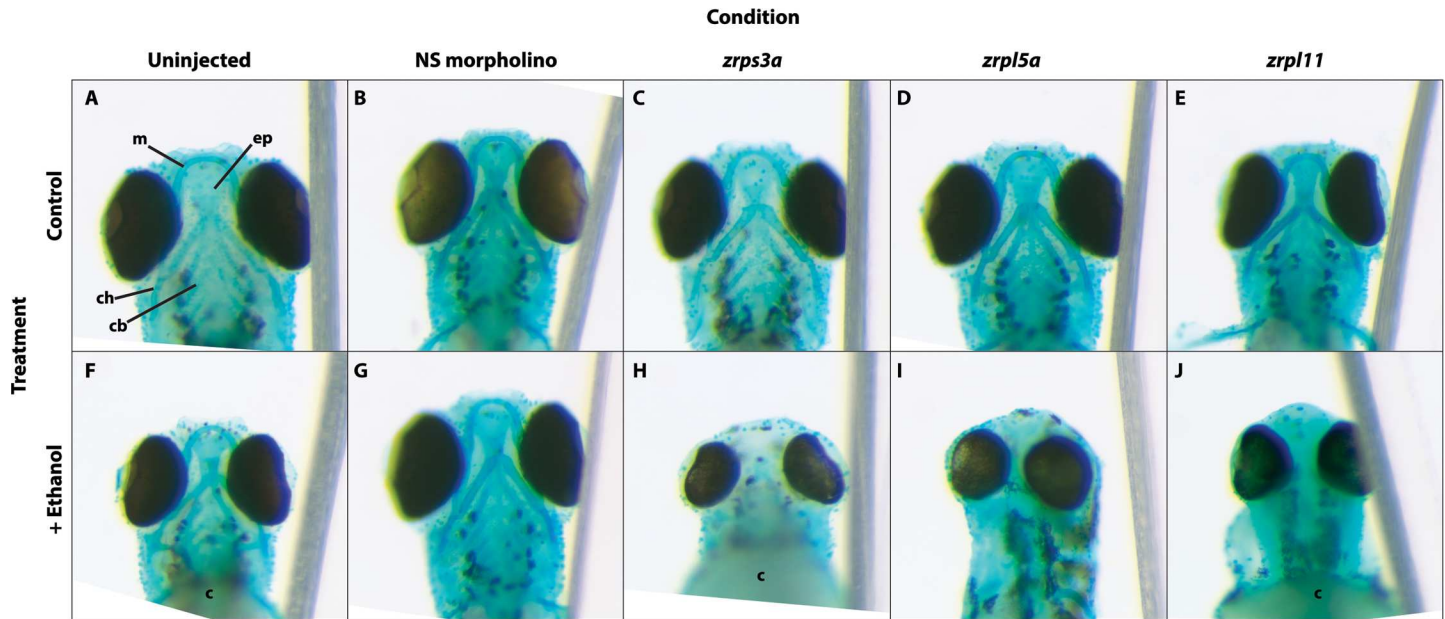 Condition
Uninjected NS morpholino zrps3a zrpl5a zrpl11
Treatment
Control
A B C D E
m ep
ch
cb
+ Ethanol
F G H I J
c c c